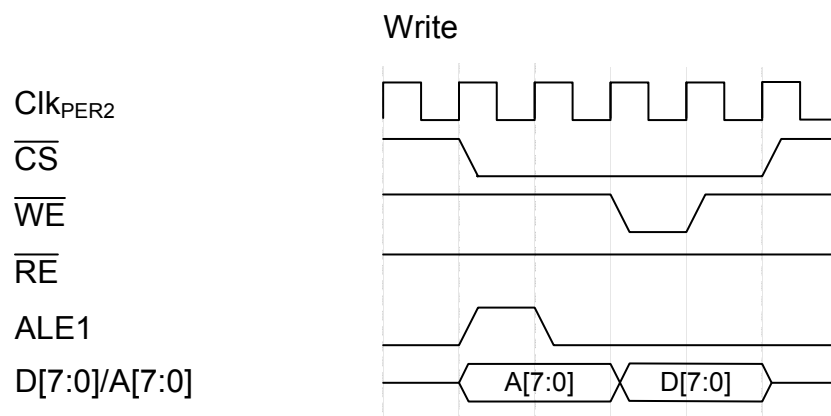 Write
ClkPER2
CS
WE
RE
ALE1
D[7:0]/A[7:0] A[7:0] D[7:0]